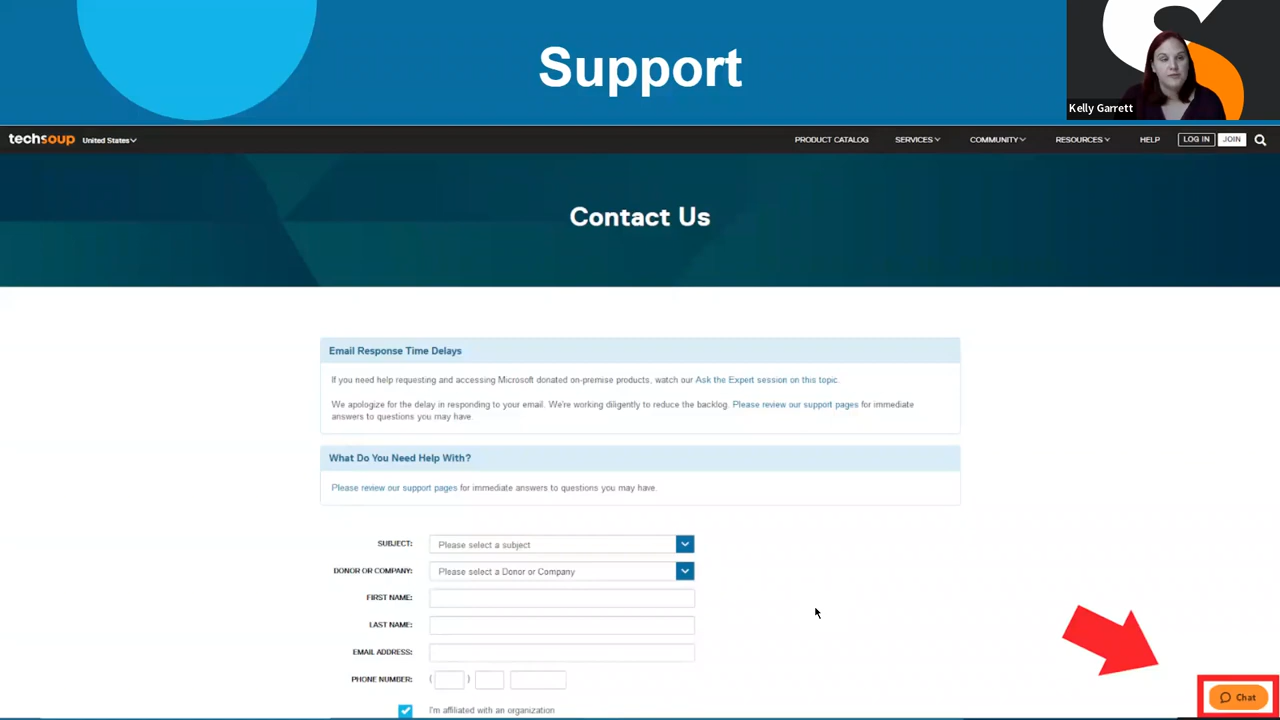 Support
Kelly Garrett
techsoup United States
PRODUCT CATALOG SERVICES COMMUNITY RESOURCES HELP LOG IN JOIN
Contact Us
Email Response Time Delays
If you need help requesting and accessing Microsoft donated on-premise products, watch our Ask the Expert session on this topic.
We apologize for the delay in responding to your email. We're working diligently to reduce the backlog. Please review our support pages for immediate
answers to questions you may have.
What Do You Need Help With?
Please review our support pages for immediate answers to questions you may have.
SUBJECT: Please select a subject
DONOR OR COMPANY: Please select a Donor or Company
FIRST NAME:
LAST NAME:
EMAIL ADDRESS:
PHONE NUMBER: ( )
I'm affiliated with an organization
Chat